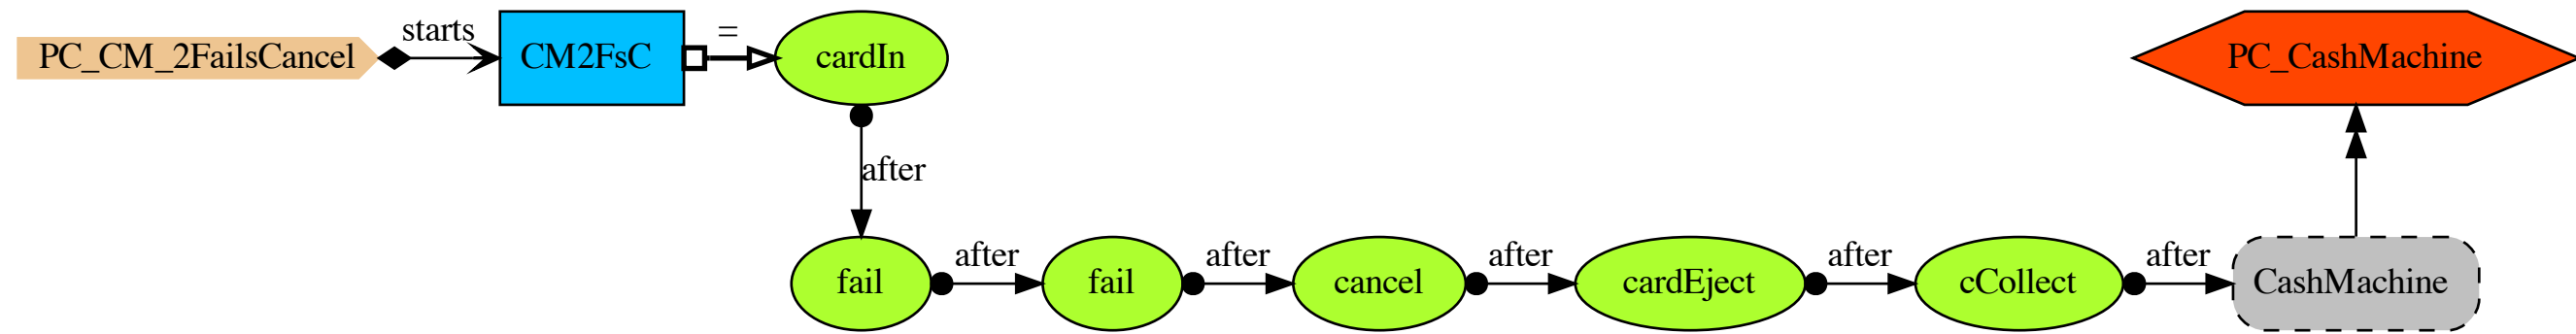 starts
=
PC_CM_2FailsCancel
CM2FsC
cardIn
PC_CashMachine
after
after
after
after
after
after
fail
fail
cancel
cardEject
cCollect
CashMachine